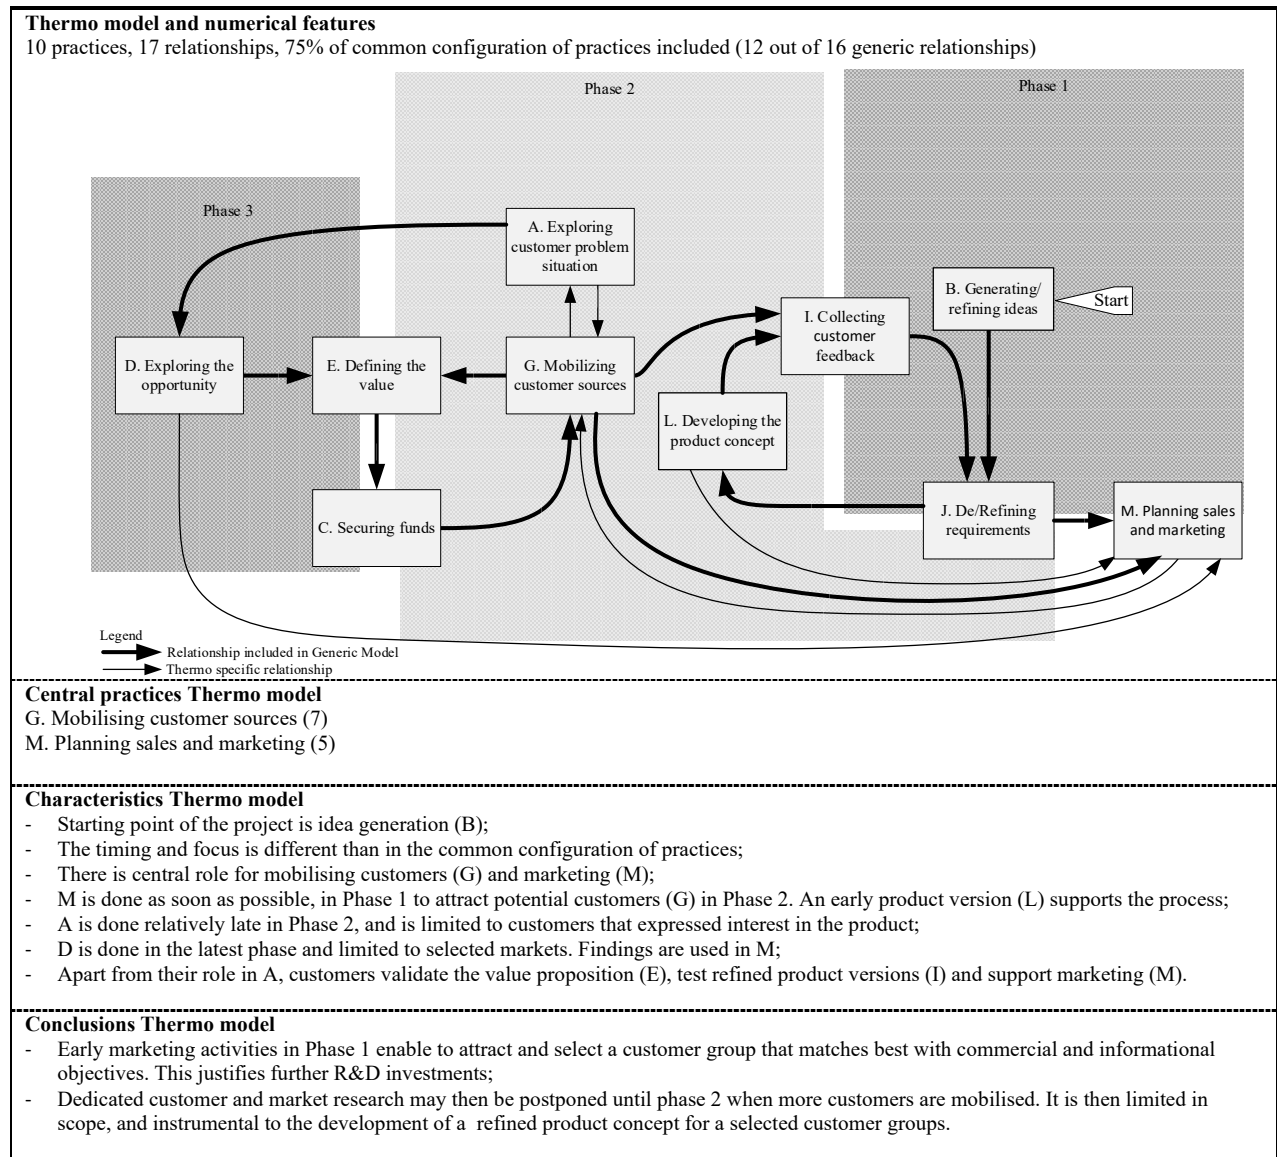 Thermo model and numerical features
10 practices, 17 relationships, 75% of common configuration of practices included (12 out of 16 generic relationships)
Phase 2
Phase 1
Phase 3
A. Exploring
customer problem
situation
B. Generating/
refining ideas
Start
I. Collecting
customer
feedback
D. Exploring the
opportunity
E. Defining the
value
G. Mobilizing
customer sources
L. Developing the
product concept
C. Securing funds
J. De/Refining
requirements
M. Planning sales
and marketing
Legend
Relationship included in Generic Model
Thermo specific relationship
Central practices Thermo model
G. Mobilising customer sources (7)
M. Planning sales and marketing (5)
Characteristics Thermo model
- Starting point of the project is idea generation (B);
- The timing and focus is different than in the common configuration of practices;
- There is central role for mobilising customers (G) and marketing (M);
- M is done as soon as possible, in Phase 1 to attract potential customers (G) in Phase 2. An early product version (L) supports the process;
- A is done relatively late in Phase 2, and is limited to customers that expressed interest in the product;
- D is done in the latest phase and limited to selected markets. Findings are used in M;
- Apart from their role in A, customers validate the value proposition (E), test refined product versions (I) and support marketing (M).
Conclusions Thermo model
- Early marketing activities in Phase 1 enable to attract and select a customer group that matches best with commercial and informational
objectives. This justifies further R&D investments;
- Dedicated customer and market research may then be postponed until phase 2 when more customers are mobilised. It is then limited in
scope, and instrumental to the development of a refined product concept for a selected customer groups.